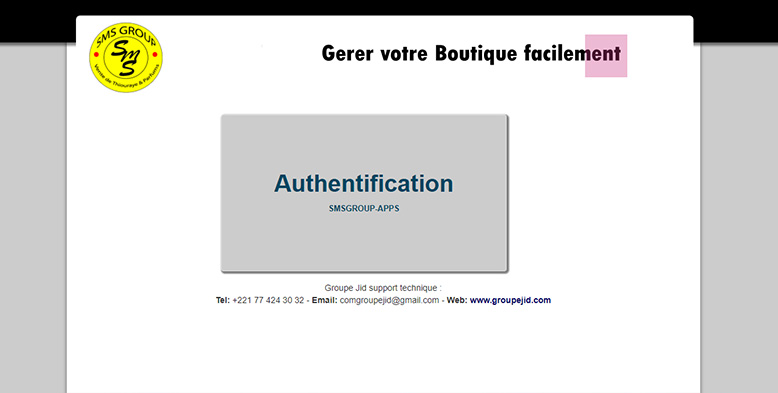 SMS GROUP
SMS
Vente de Thiouraye & Parfums
Gerer votre Boutique facilement
Authentification
SMSGROUP-APPS
Groupe Jid support technique :
Tel: +221 77 424 30 32 - Email: comgroupejid@gmail.com - Web: www.groupejid.com